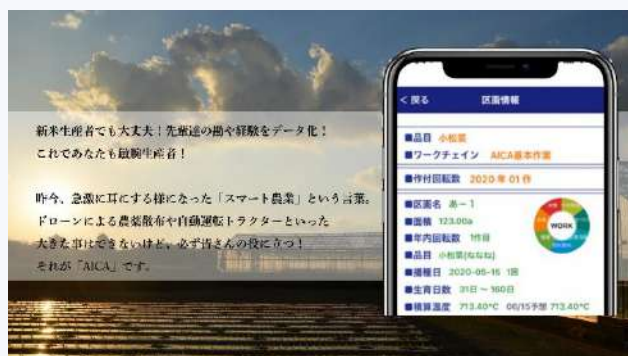 新米生産者でも大丈夫！先輩達の勘や経験をデータ化！
これであなたも敏腕生産者！
昨今、急激に耳にする様になった「スマート農業」という言葉。
ドローンによる農薬散布や自動運転トラクターといった
大きな事はできないけど、必ず皆さんの役に立つ！
それが「AICA」です。
< 戻る 区画情報
■品目 小松菜
■ワークチェイン AICA基本作業
■作付回転数 2020年01作
■区画名 あ-1
■面積 123.00a
■年内回転数 1作目
■品目 小松菜(ななね)
■播種日 2020-05-15 1回
■生育日数 31日～160日
■積算温度 713.40℃ 06/15予想 713.40℃
WORK